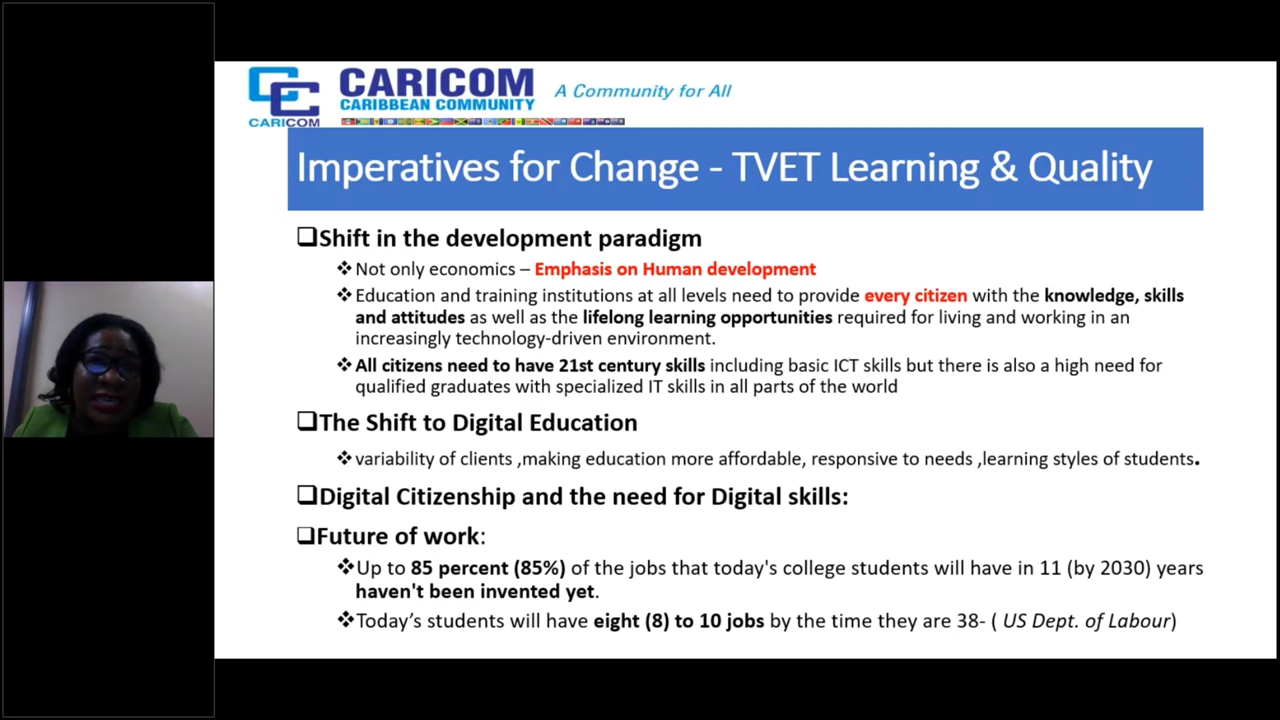 CARICOM
CARICOM
CARIBBEAN COMMUNITY
A Community for All
Imperatives for Change - TVET Learning & Quality
❑Shift in the development paradigm
❖Not only economics – Emphasis on Human development
❖Education and training institutions at all levels need to provide every citizen with the knowledge, skills
and attitudes as well as the lifelong learning opportunities required for living and working in an
increasingly technology-driven environment.
❖All citizens need to have 21st century skills including basic ICT skills but there is also a high need for
qualified graduates with specialized IT skills in all parts of the world
❑The Shift to Digital Education
❖variability of clients ,making education more affordable, responsive to needs ,learning styles of students.
❑Digital Citizenship and the need for Digital skills:
❑Future of work:
❖Up to 85 percent (85%) of the jobs that today's college students will have in 11 (by 2030) years
haven't been invented yet.
❖Today’s students will have eight (8) to 10 jobs by the time they are 38- ( US Dept. of Labour)